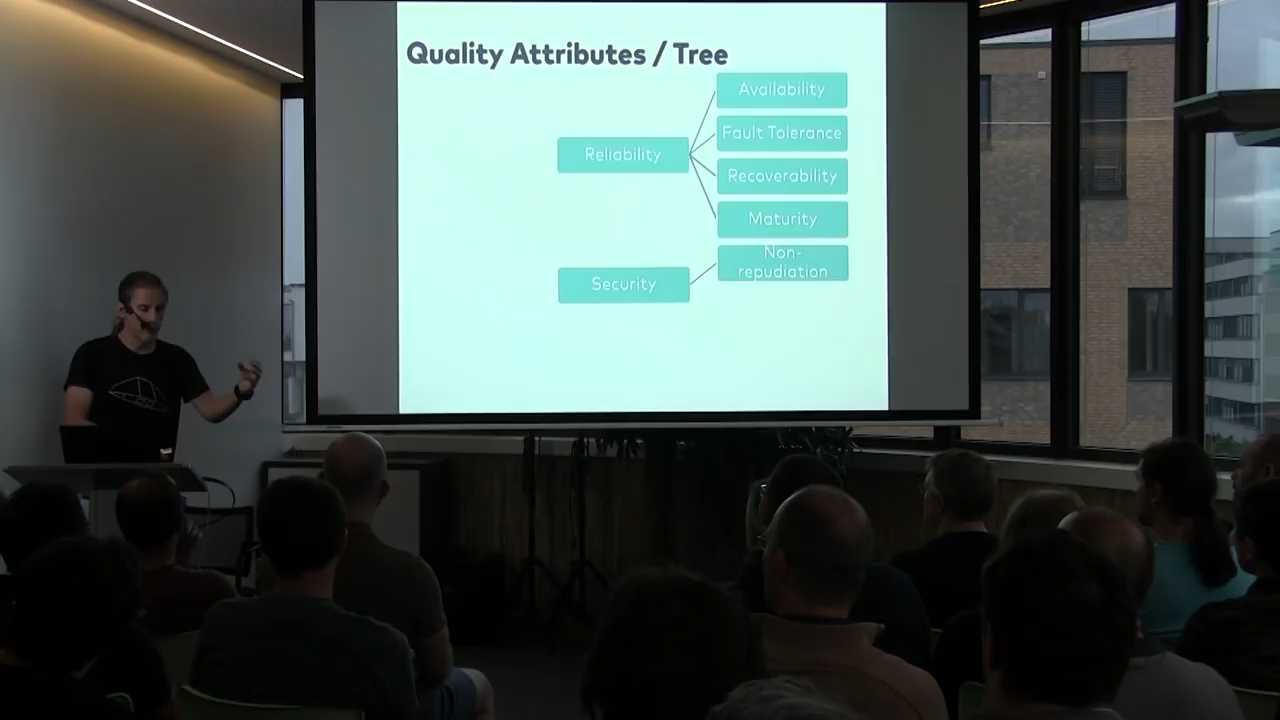 Quality Attributes / Tree
Availability
Fault Tolerance
Reliability
Recoverability
Maturity
Non-
repudiation
Security